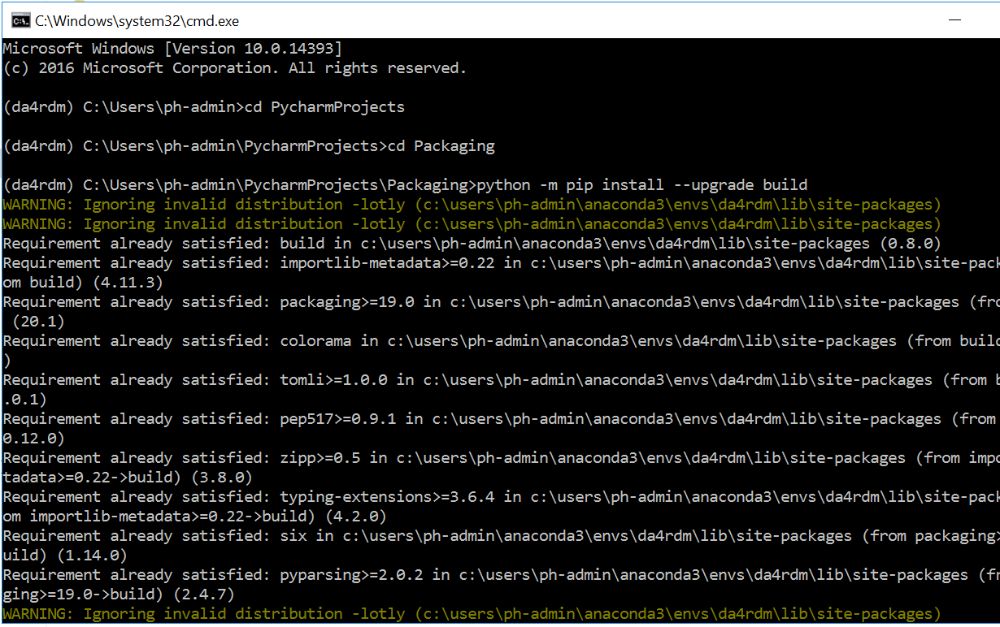 C:\Windows\system32\cmd.exe
Microsoft Windows [Version 10.0.14393]
(c) 2016 Microsoft Corporation. All rights reserved.
(da4rdm) C:\Users\ph-admin>cd PycharmProjects
(da4rdm) C:\Users\ph-admin\PycharmProjects>cd Packaging
(da4rdm) C:\Users\ph-admin\PycharmProjects\Packaging>python -m pip install --upgrade build
WARNING: Ignoring invalid distribution -lotly (c:\users\ph-admin\anaconda3\envs\da4rdm\lib\site-packages)
WARNING: Ignoring invalid distribution -lotly (c:\users\ph-admin\anaconda3\envs\da4rdm\lib\site-packages)
Requirement already satisfied: build in c:\users\ph-admin\anaconda3\envs\da4rdm\lib\site-packages (0.8.0)
Requirement already satisfied: importlib-metadata>=0.22 in c:\users\ph-admin\anaconda3\envs\da4rdm\lib\site-pack
om build) (4.11.3)
Requirement already satisfied: packaging>=19.0 in c:\users\ph-admin\anaconda3\envs\da4rdm\lib\site-packages (fro
(20.1)
Requirement already satisfied: colorama in c:\users\ph-admin\anaconda3\envs\da4rdm\lib\site-packages (from build
)
Requirement already satisfied: tomli>=1.0.0 in c:\users\ph-admin\anaconda3\envs\da4rdm\lib\site-packages (from b
.0.1)
Requirement already satisfied: pep517>=0.9.1 in c:\users\ph-admin\anaconda3\envs\da4rdm\lib\site-packages (from
0.12.0)
Requirement already satisfied: zipp>=0.5 in c:\users\ph-admin\anaconda3\envs\da4rdm\lib\site-packages (from impo
tadata>=0.22->build) (3.8.0)
Requirement already satisfied: typing-extensions>=3.6.4 in c:\users\ph-admin\anaconda3\envs\da4rdm\lib\site-pack
om importlib-metadata>=0.22->build) (4.2.0)
Requirement already satisfied: six in c:\users\ph-admin\anaconda3\envs\da4rdm\lib\site-packages (from packaging>
uild) (1.14.0)
Requirement already satisfied: pyparsing>=2.0.2 in c:\users\ph-admin\anaconda3\envs\da4rdm\lib\site-packages (fr
ging>=19.0->build) (2.4.7)
WARNING: Ignoring invalid distribution -lotly (c:\users\ph-admin\anaconda3\envs\da4rdm\lib\site-packages)